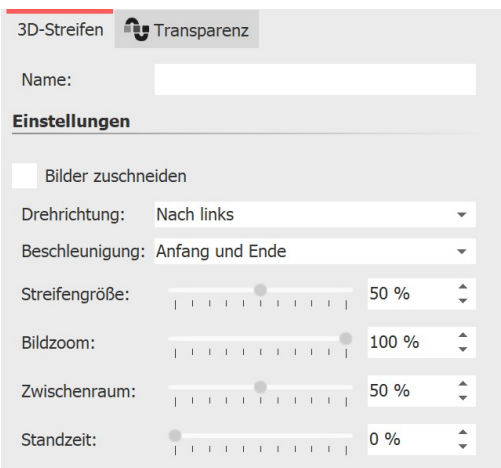 3D-Streifen Transparenz
Name:
Einstellungen
Bilder zuschneiden
Drehrichtung: Nach links
Beschleunigung: Anfang und Ende
Streifengröße: 50 %
Bildzoom: 100 %
Zwischenraum: 50 %
Standzeit: 0 %